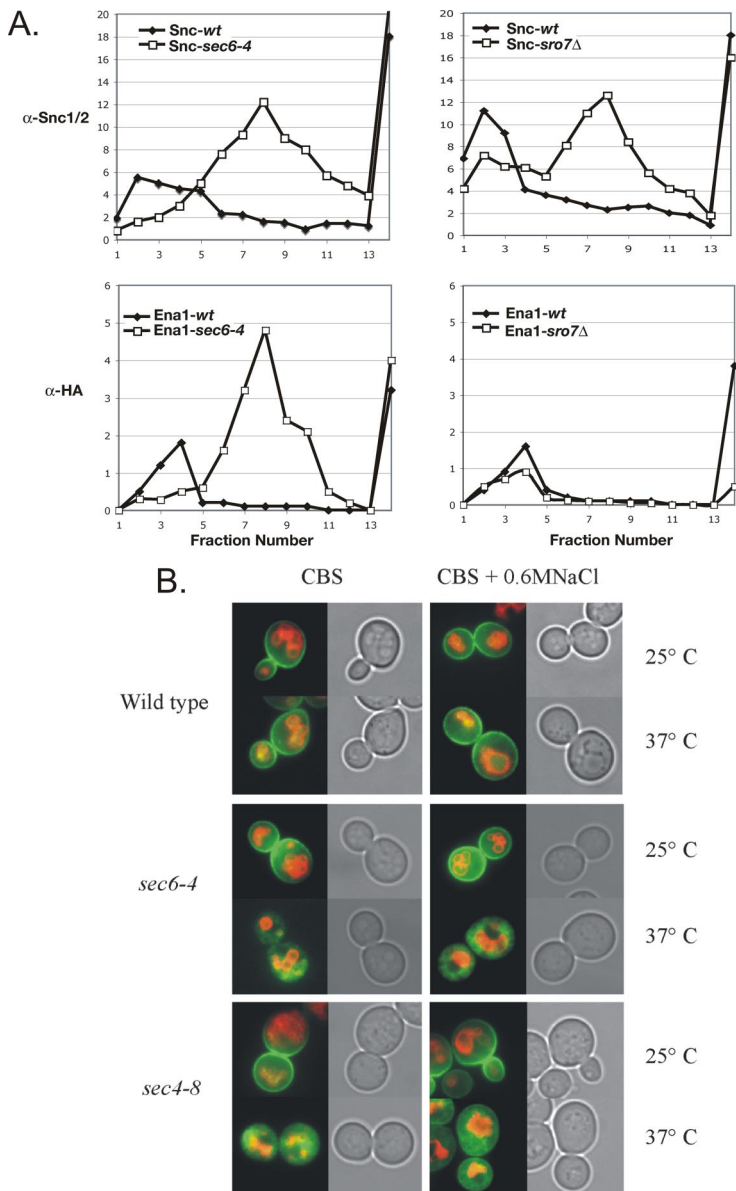 A.
α-Snc1/2
Snc-wt
Snc-sec6-4
20
18
16
14
12
10
8
6
4
2
0
1 3 5 7 9 11 13
Snc-wt
Snc-sro7Δ
20
18
16
14
12
10
8
6
4
2
0
1 3 5 7 9 11 13
α-HA
Ena1-wt
Ena1-sec6-4
6
5
4
3
2
1
0
1 3 5 7 9 11 13
Fraction Number
Ena1-wt
Ena1-sro7Δ
6
5
4
3
2
1
0
1 3 5 7 9 11 13
Fraction Number
B.
CBS CBS + 0.6MNaCl
Wild type
25° C
37° C
sec6-4
25° C
37° C
sec4-8
25° C
37° C